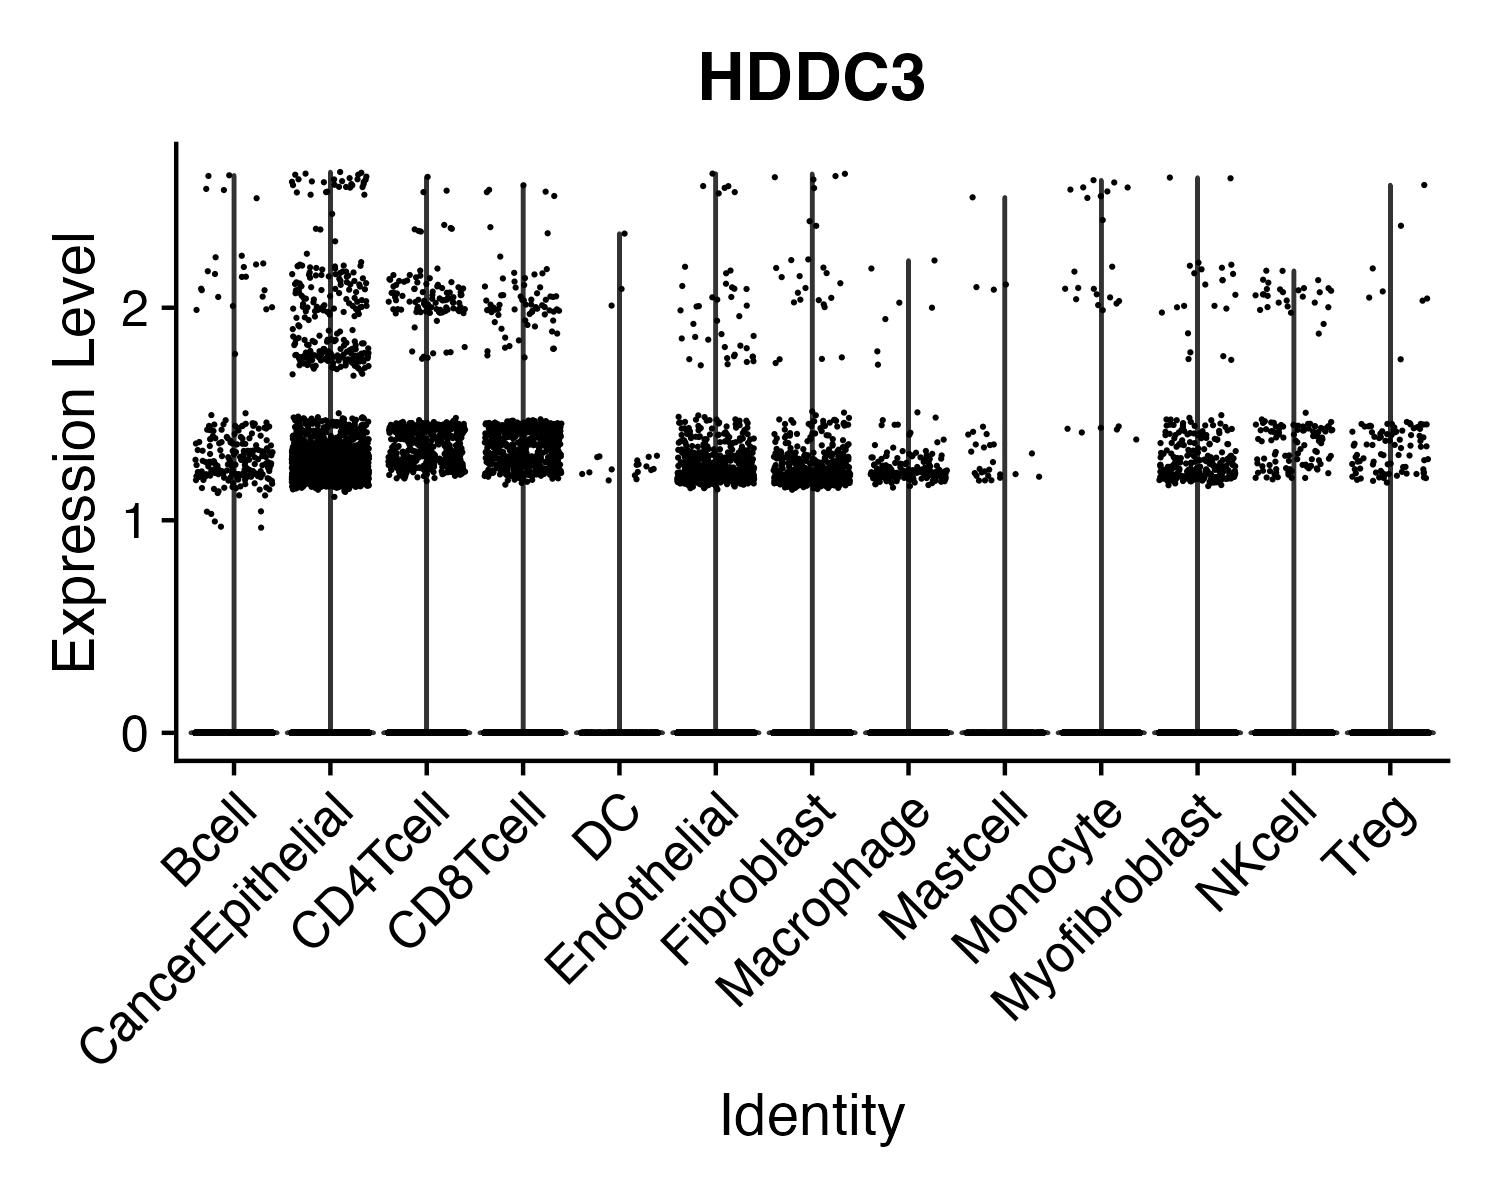 HDDC3
Expression Level
2
1
0
Bcell
CancerEpithelial
CD4Tcell
CD8Tcell
DC
Endothelial
Fibroblast
Macrophage
Mastcell
Monocyte
Myofibroblast
NKcell
Treg
Identity